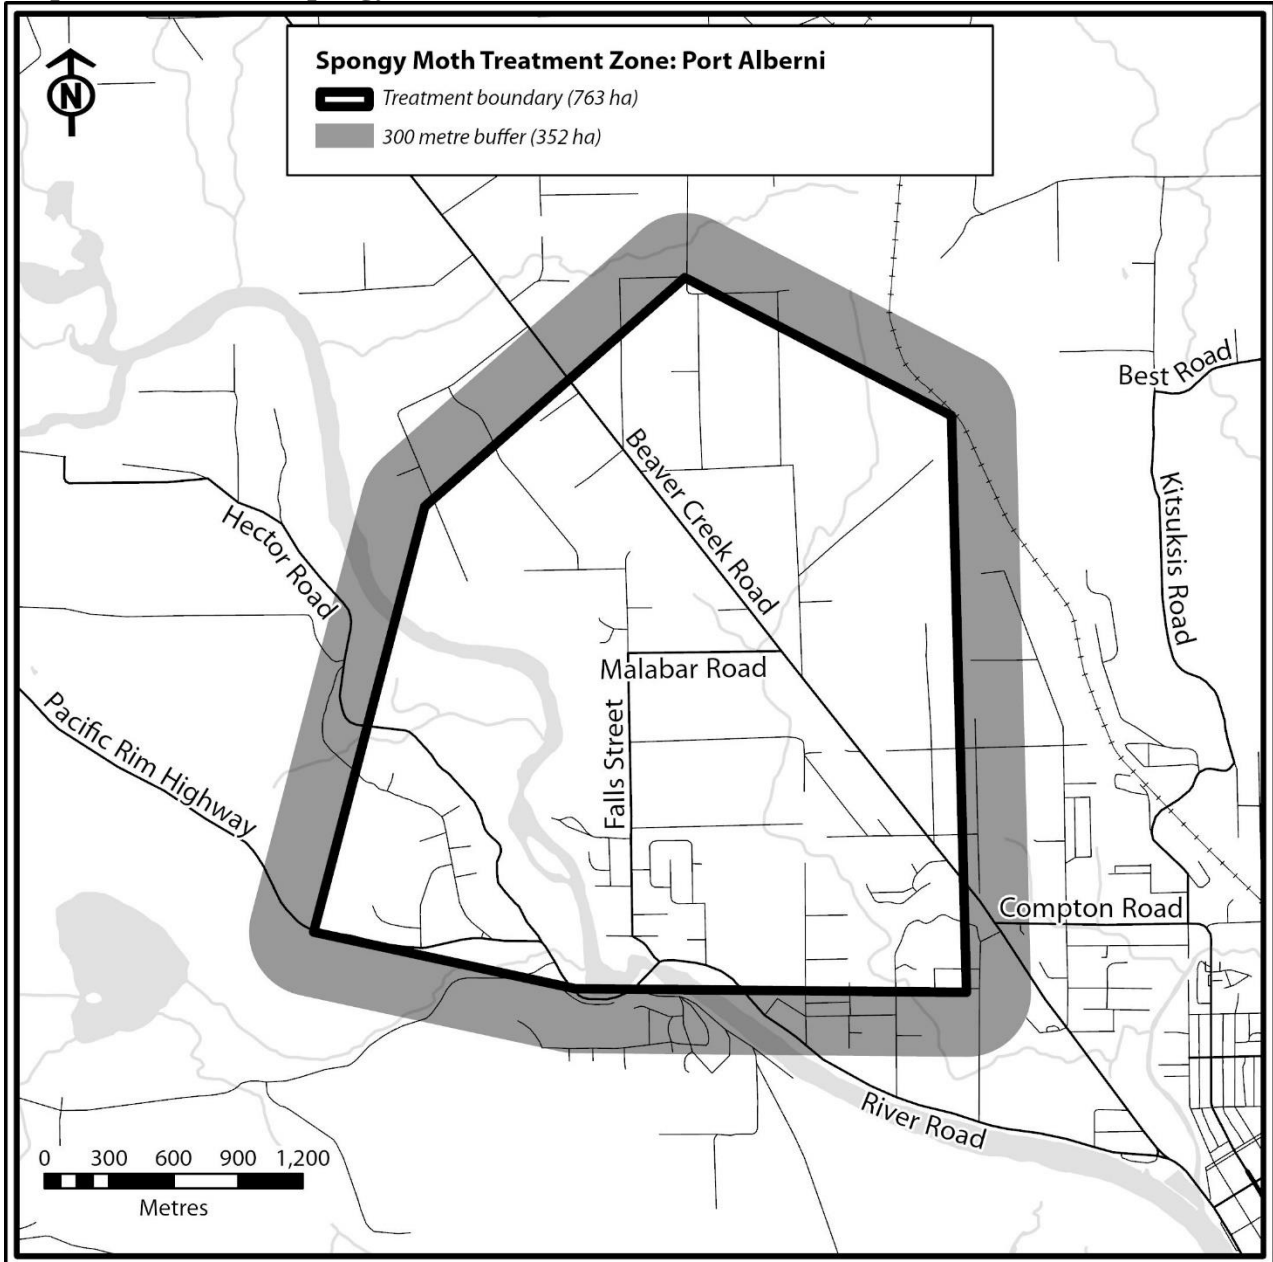 N
Spongy Moth Treatment Zone: Port Alberni
Treatment boundary (763 ha)
300 metre buffer (352 ha)
Best Road
Beaver Creek Road
Kitsuksis Road
Hector Road
Malabar Road
Pacific Rim Highway
Falls Street
Compton Road
River Road
0 300 600 900 1,200
Metres